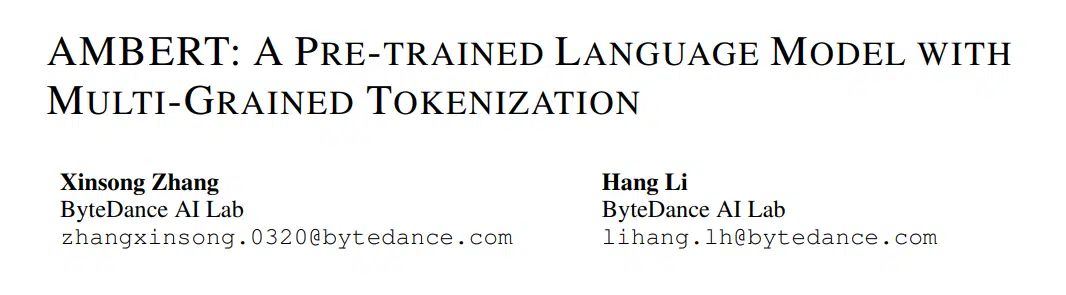 AMBERT: A PRE-TRAINED LANGUAGE MODEL WITH
MULTI-GRAINED TOKENIZATION
Xinsong Zhang
ByteDance AI Lab
zhangxinsong.0320@bytedance.com
Hang Li
ByteDance AI Lab
lihang.lh@bytedance.com